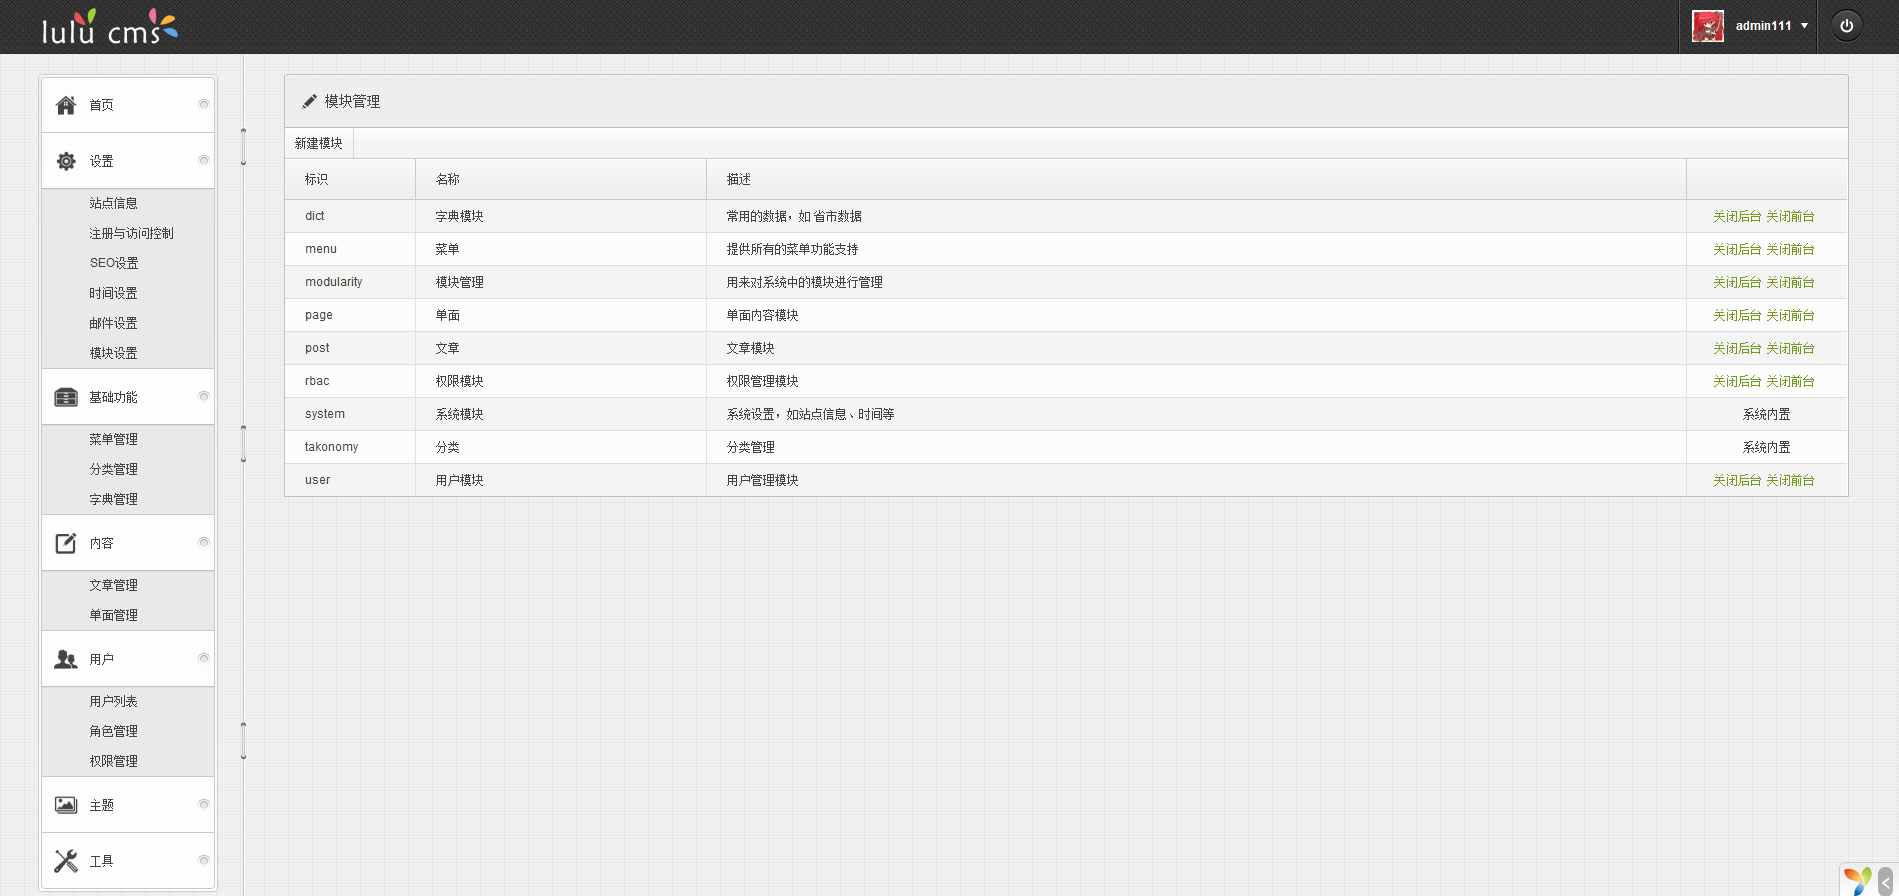 lulu cms
admin111
首页
设置
站点信息
注册与访问控制
SEO设置
时间设置
邮件设置
模块设置
基础功能
菜单管理
分类管理
字典管理
内容
文章管理
单面管理
用户
用户列表
角色管理
权限管理
主题
工具
模块管理
新建模块
标识 名称 描述
dict 字典模块 常用的数据，如 省市数据 关闭后台 关闭前台
menu 菜单 提供所有的菜单功能支持 关闭后台 关闭前台
modularity 模块管理 用来对系统中的模块进行管理 关闭后台 关闭前台
page 单面 单面内容模块 关闭后台 关闭前台
post 文章 文章模块 关闭后台 关闭前台
rbac 权限模块 权限管理模块 关闭后台 关闭前台
system 系统模块 系统设置，如站点信息、时间等 系统内置
takonomy 分类 分类管理 系统内置
user 用户模块 用户管理模块 关闭后台 关闭前台